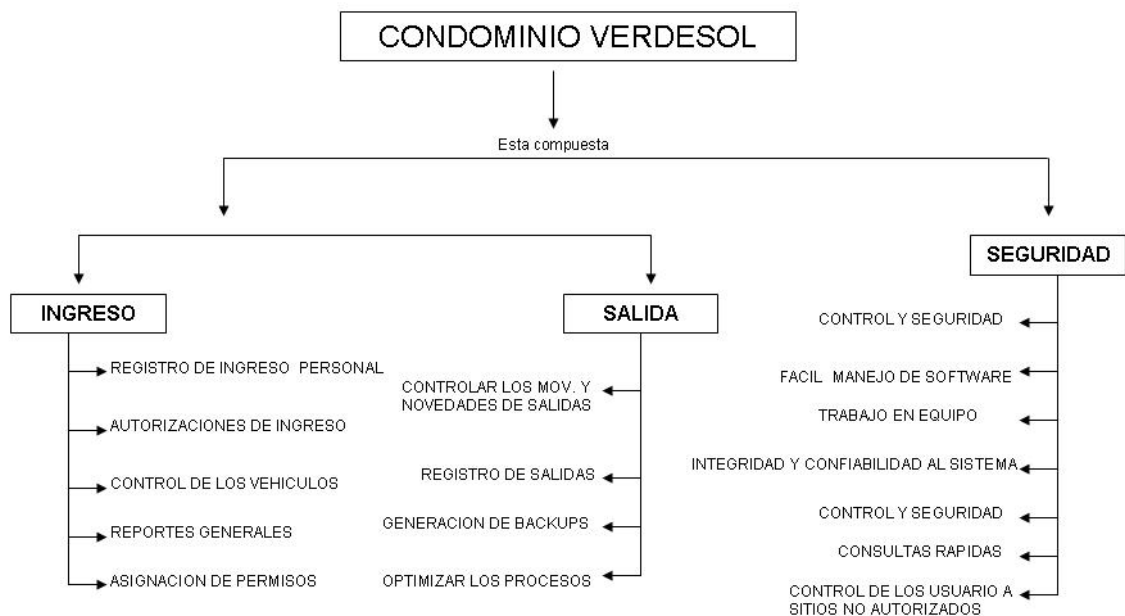 CONDOMINIO VERDESOL
Esta compuesta
INGRESO
REGISTRO DE INGRESO PERSONAL
AUTORIZACIONES DE INGRESO
CONTROL DE LOS VEHICULOS
REPORTES GENERALES
ASIGNACION DE PERMISOS
SALIDA
CONTROLAR LOS MOV. Y
NOVEDADES DE SALIDAS
REGISTRO DE SALIDAS
GENERACION DE BACKUPS
OPTIMIZAR LOS PROCESOS
SEGURIDAD
CONTROL Y SEGURIDAD
FACIL MANEJO DE SOFTWARE
TRABAJO EN EQUIPO
INTEGRIDAD Y CONFIABILIDAD AL SISTEMA
CONTROL Y SEGURIDAD
CONSULTAS RAPIDAS
CONTROL DE LOS USUARIO A
SITIOS NO AUTORIZADOS